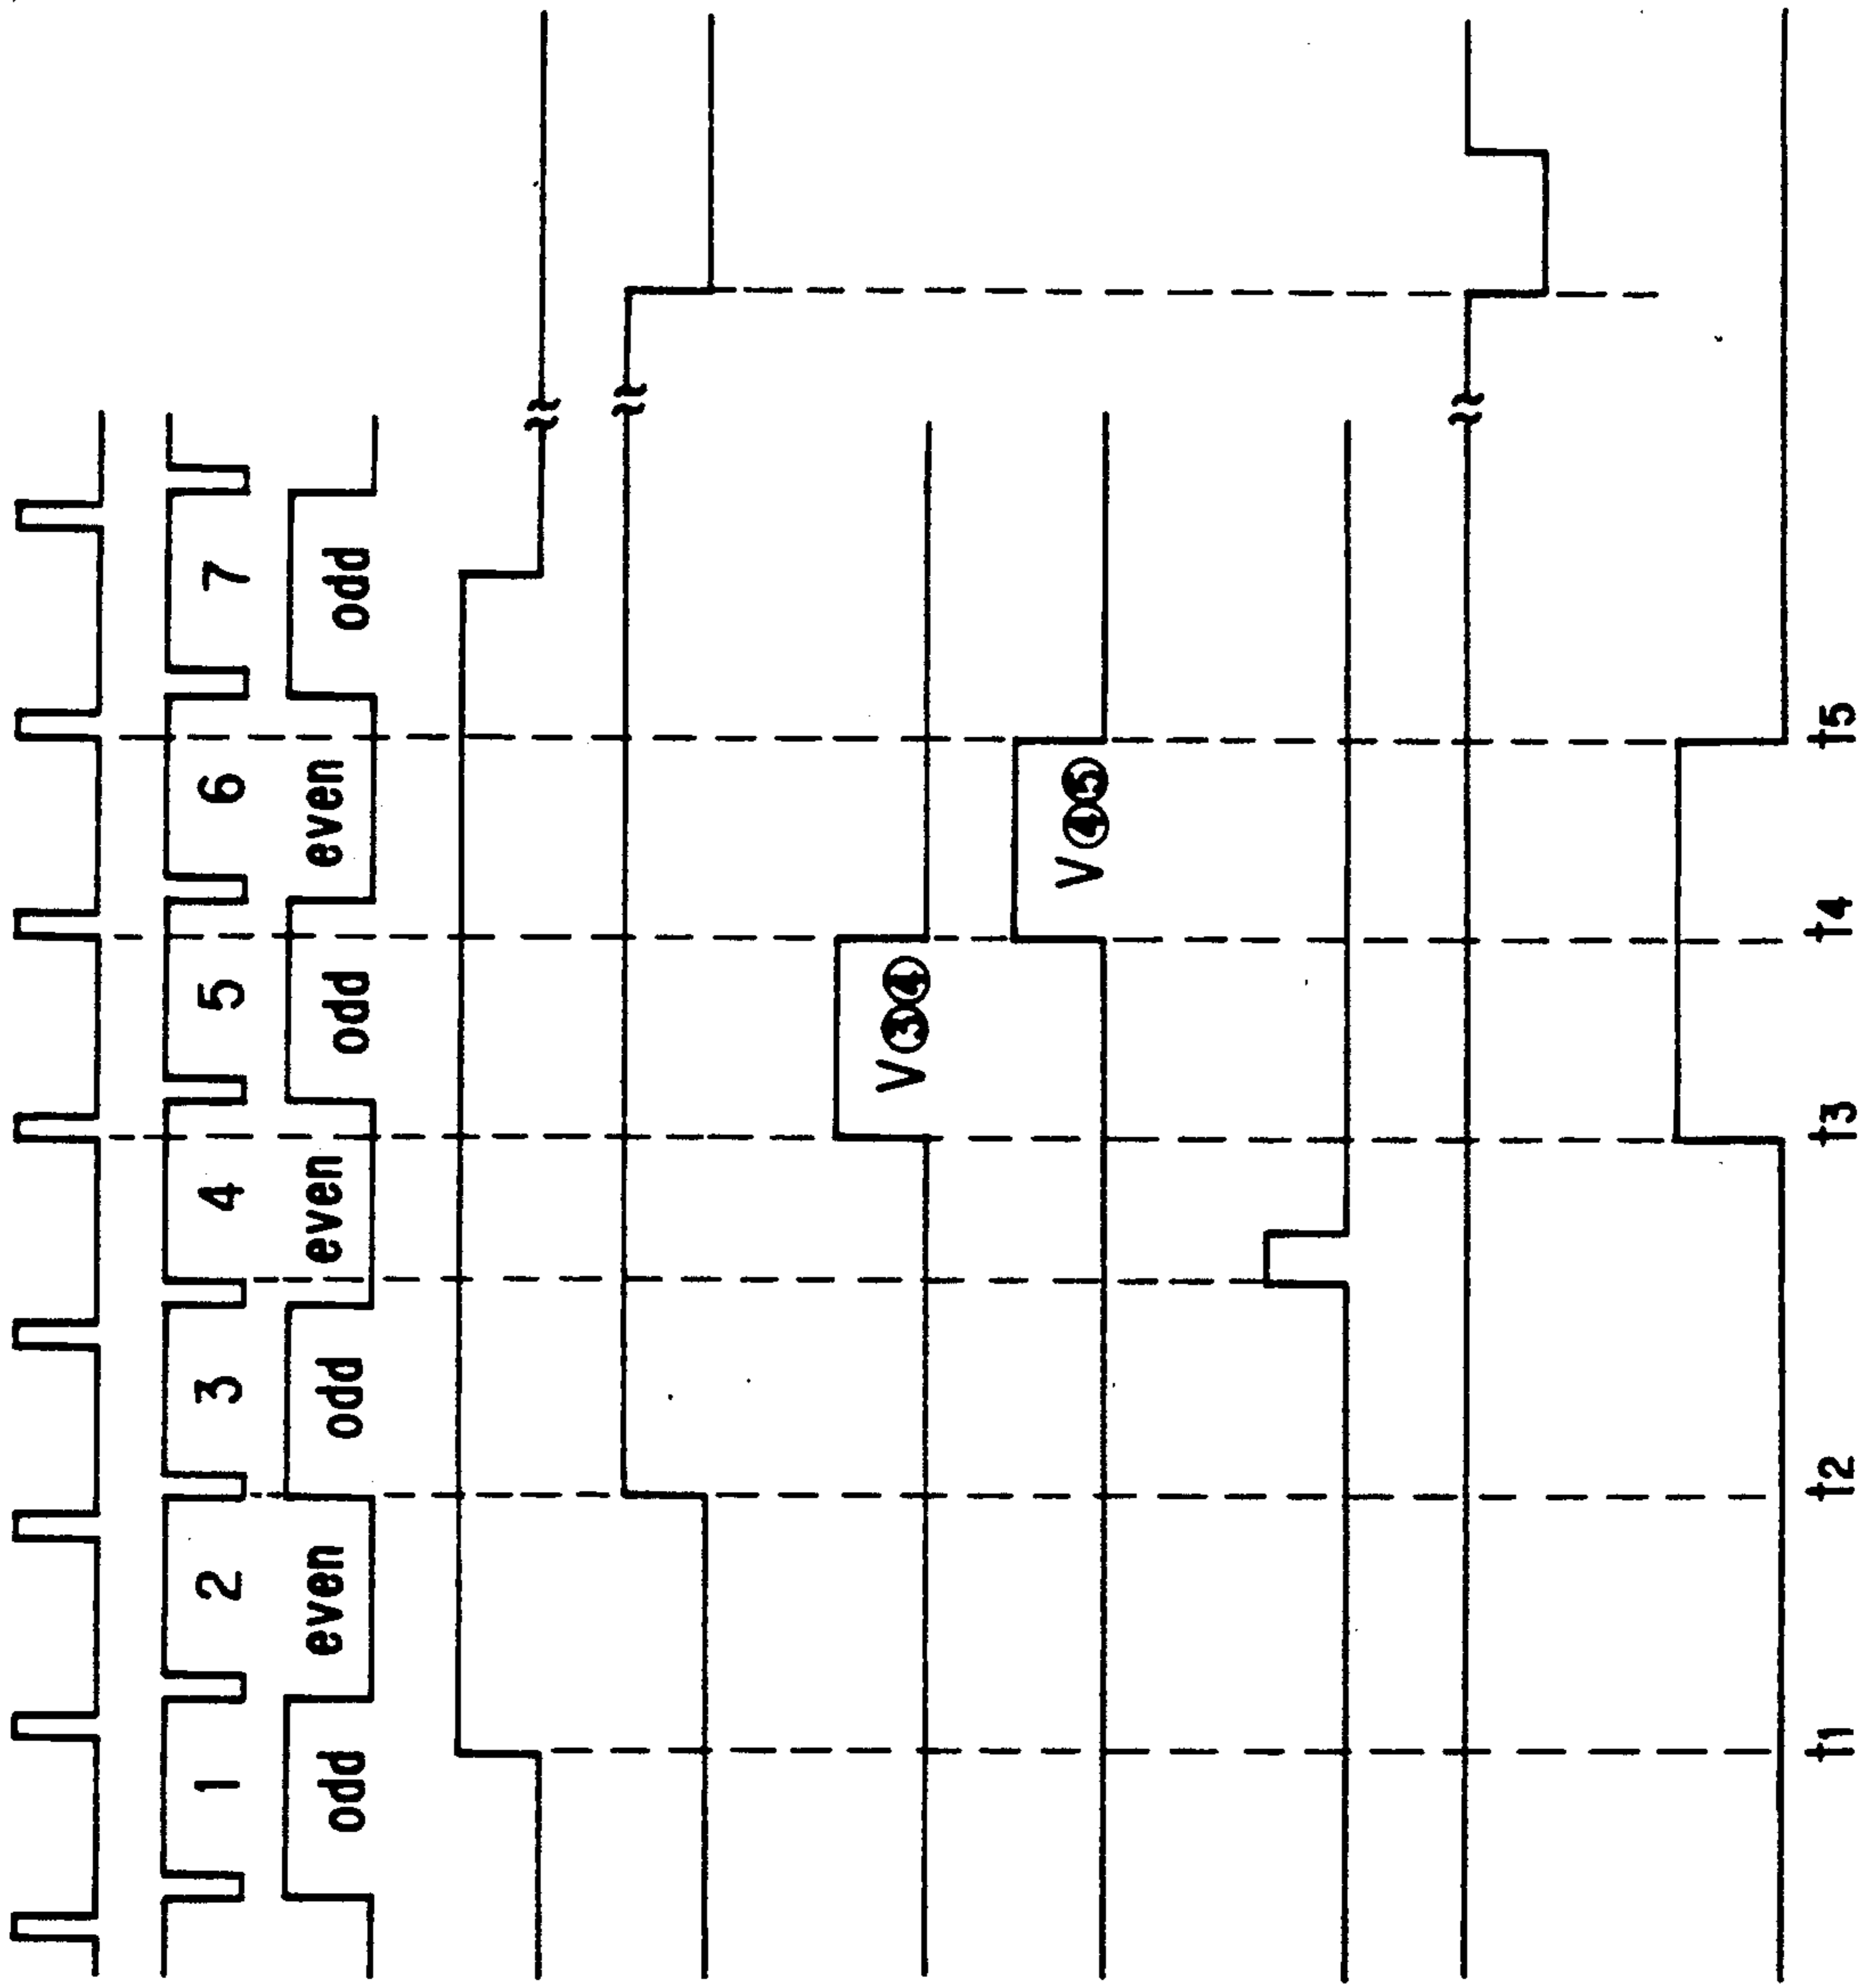 1 2 3 4 5 6 7
odd even odd even odd even odd
V③④
V④⑤
t1 t2 t3 t4 t5